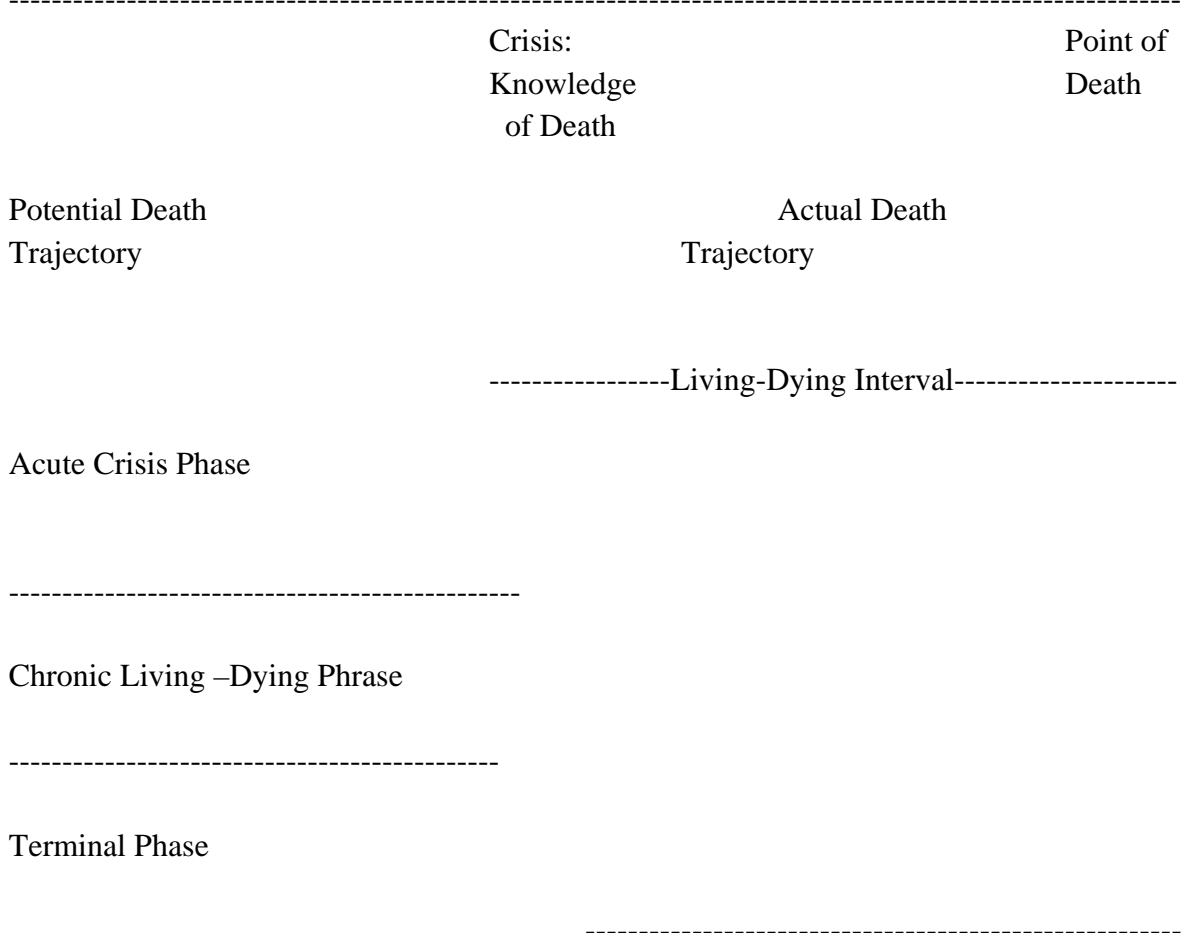 --------------------------------------------------------------------------------------------------------------
Crisis: Point of
Knowledge Death
of Death
Potential Death Actual Death
Trajectory Trajectory
-----------------Living-Dying Interval---------------------
Acute Crisis Phase
------------------------------------------------
Chronic Living –Dying Phrase
----------------------------------------------
Terminal Phase
--------------------------------------------------------